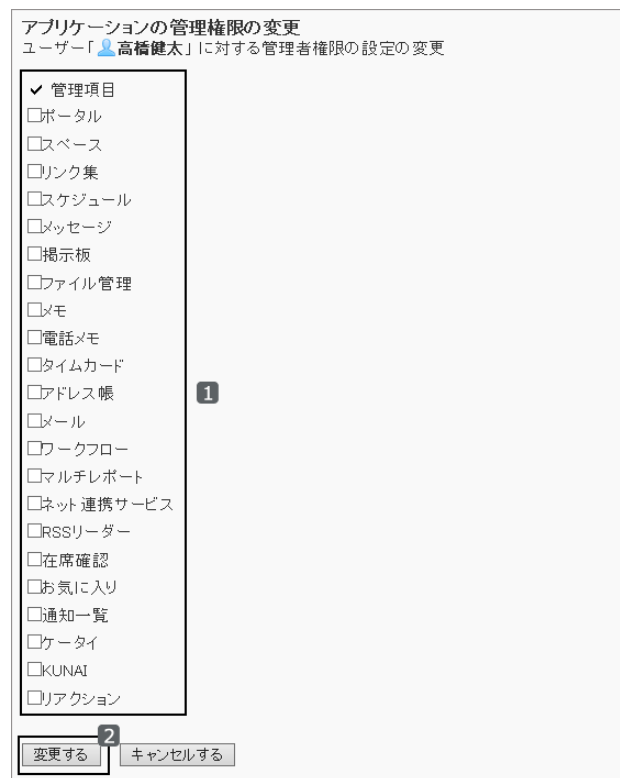 アプリケーションの管理権限の変更
ユーザー「高橋健太」に対する管理者権限の設定の変更
管理項目
ポータル
スペース
リンク集
スケジュール
メッセージ
掲示板
ファイル管理
メモ
電話メモ
タイムカード
アドレス帳
1
メール
ワークフロー
マルチレポート
ネット連携サービス
RSSリーダー
在席確認
お気に入り
通知一覧
ケータイ
KUNAI
リアクション
2
変更する キャンセルする